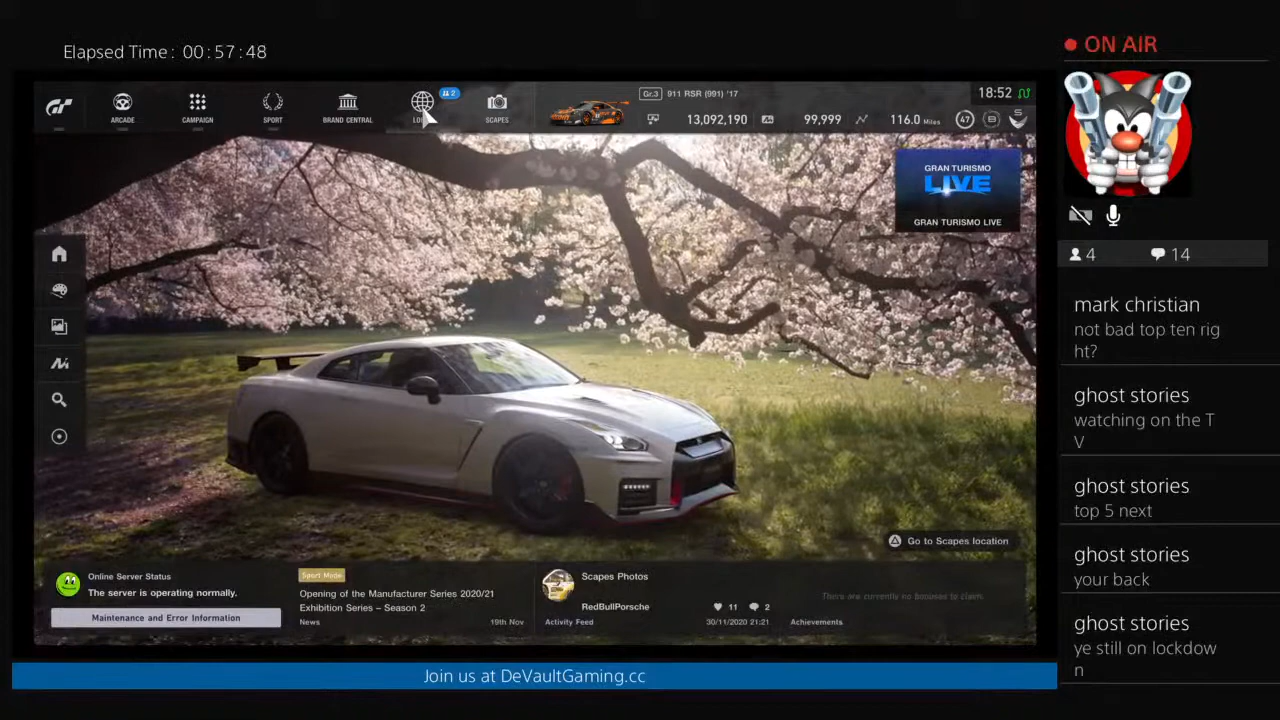 Elapsed Time: 00:57:48
ON AIR
ARCADE
CAMPAIGN
SPORT
BRAND CENTRAL
2
SCAPES
Gr.3 911 RSR (991) '17
13,092,190
99,999
116.0 Miles
18:52
47
B
S
GRAN TURISMO
LIVE
GRAN TURISMO LIVE
Go to Scapes location
Online Server Status
The server is operating normally.
Maintenance and Error Information
Sport Mode
Opening of the Manufacturer Series 2020/21
Exhibition Series – Season 2
News 19th Nov
Scapes Photos
RedBullPorsche
11 2
Activity Feed 30/11/2020 21:21
There are currently no bonuses to claim.
Achievements
Join us at DeVaultGaming.cc
4 14
mark christian
not bad top ten rig
ht?
ghost stories
watching on the T
V
ghost stories
top 5 next
ghost stories
your back
ghost stories
ye still on lockdow
n